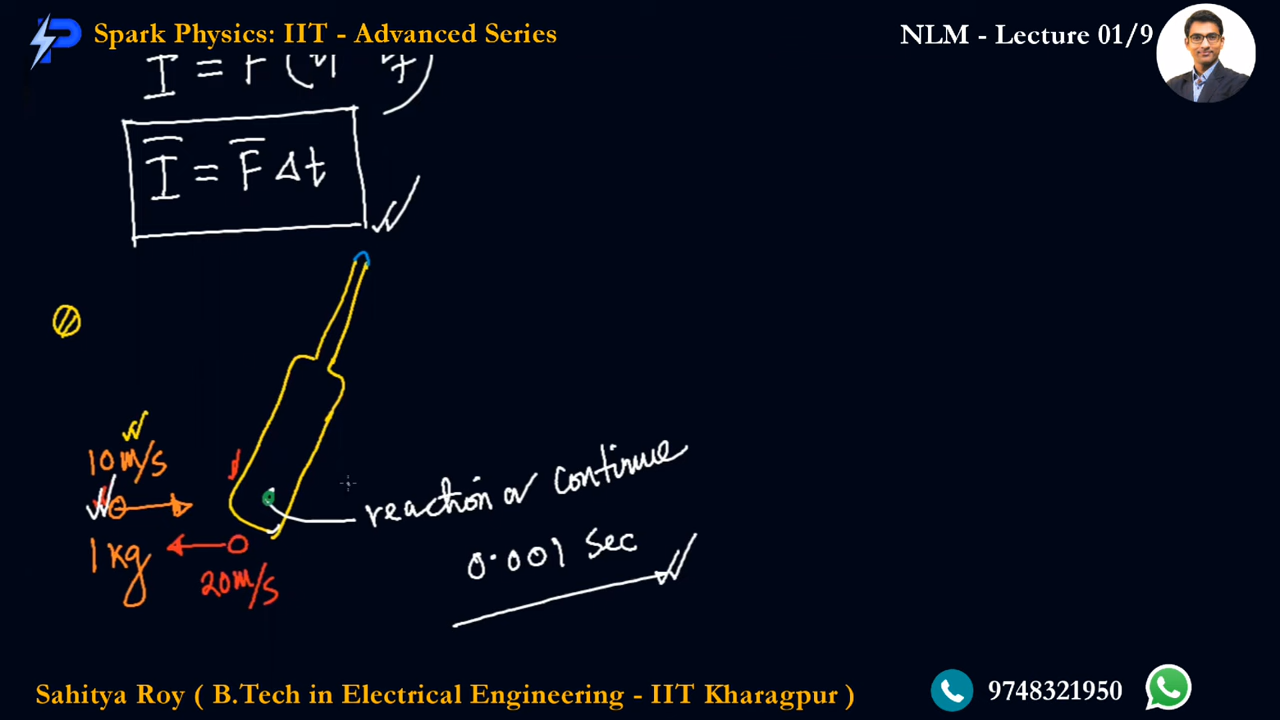 Spark Physics: IIT - Advanced Series
NLM - Lecture 01/9
I = F Δt
10 m/s
1 kg
20 m/s
reaction or continue
0.001 sec
Sahitya Roy ( B.Tech in Electrical Engineering - IIT Kharagpur )
9748321950